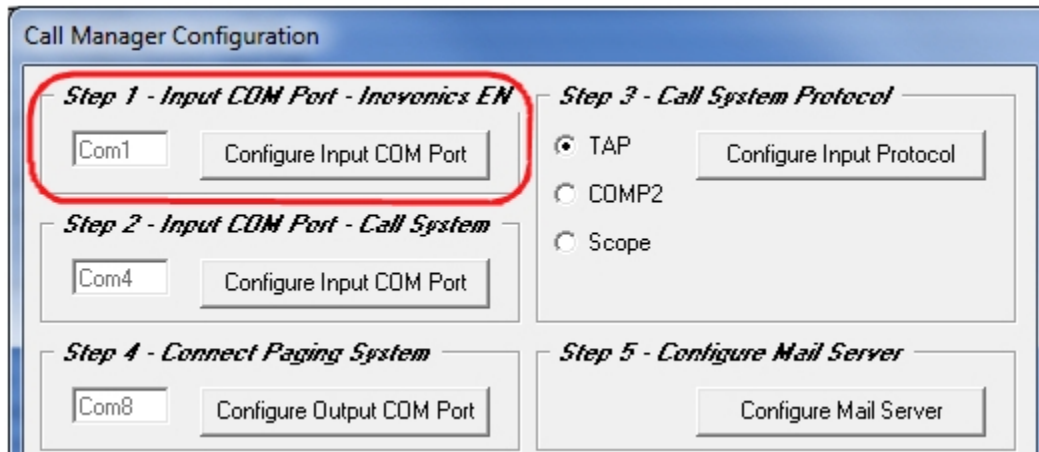 Call Manager Configuration
Step 1 - Input COM Port - Inovonics EN
Com1
Configure Input COM Port
Step 2 - Input COM Port - Call System
Com4
Configure Input COM Port
Step 3 - Call System Protocol
TAP
Configure Input Protocol
COMP2
Scope
Step 4 - Connect Paging System
Com8
Configure Output COM Port
Step 5 - Configure Mail Server
Configure Mail Server